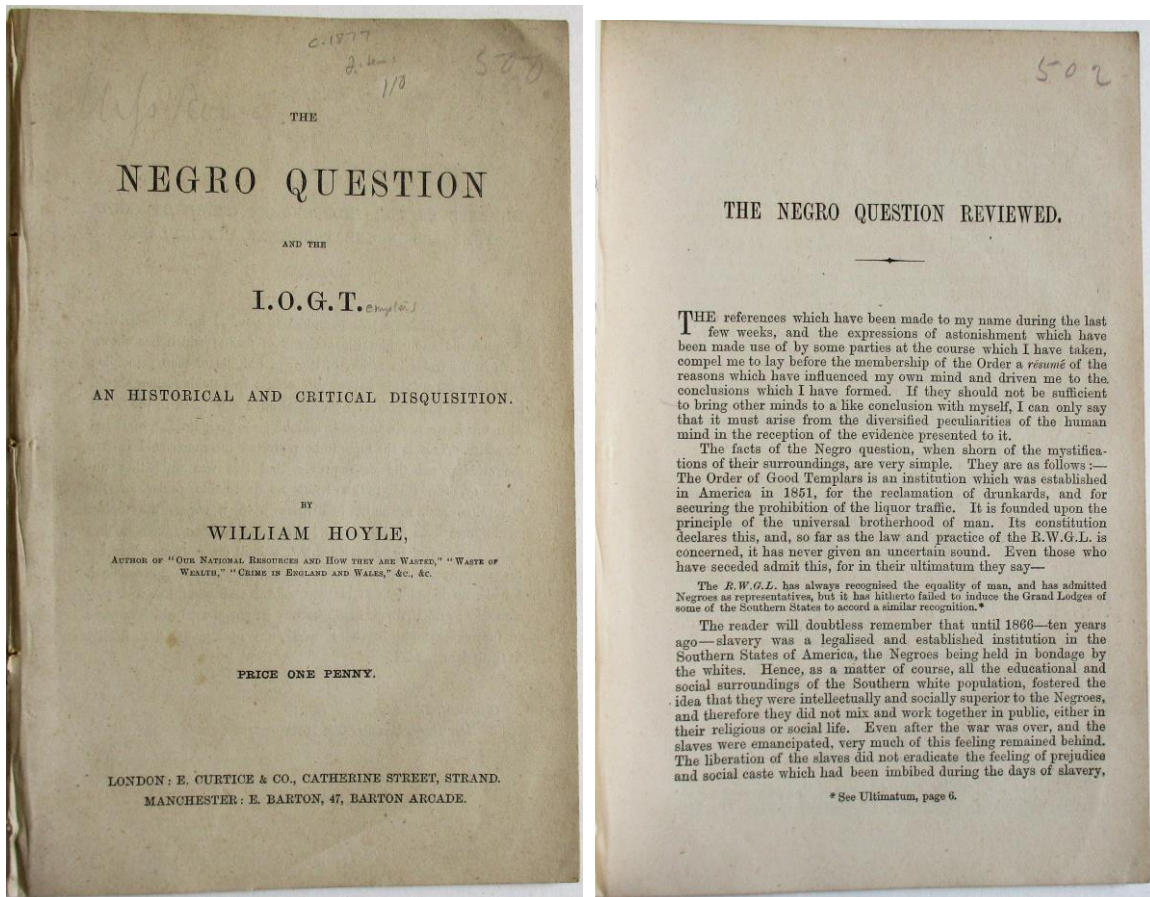 c.1877
500
110
THE
NEGRO QUESTION
AND THE
I.O.G.T.emplars
AN HISTORICAL AND CRITICAL DISQUISITION.
BY
WILLIAM HOYLE,
AUTHOR OF "OUR NATIONAL RESOURCES AND HOW THEY ARE WASTED," "WASTE OF
WEALTH," "CRIME IN ENGLAND AND WALES," &C., &C.
PRICE ONE PENNY.
LONDON: E. CURTICE & CO., CATHERINE STREET, STRAND.
MANCHESTER: E. BARTON, 47, BARTON ARCADE.
502
THE NEGRO QUESTION REVIEWED.
THE references which have been made to my name during the last
few weeks, and the expressions of astonishment which have
been made use of by some parties at the course which I have taken,
compel me to lay before the membership of the Order a résumé of the
reasons which have influenced my own mind and driven me to the
conclusions which I have formed. If they should not be sufficient
to bring other minds to a like conclusion with myself, I can only say
that it must arise from the diversified peculiarities of the human
mind in the reception of the evidence presented to it.
The facts of the Negro question, when shorn of the mystifica-
tions of their surroundings, are very simple. They are as follows :—
The Order of Good Templars is an institution which was established
in America in 1851, for the reclamation of drunkards, and for
securing the prohibition of the liquor traffic. It is founded upon the
principle of the universal brotherhood of man. Its constitution
declares this, and, so far as the law and practice of the R.W.G.L. is
concerned, it has never given an uncertain sound. Even those who
have seceded admit this, for in their ultimatum they say—
The R.W.G.L. has always recognised the equality of man, and has admitted
Negroes as representatives, but it has hitherto failed to induce the Grand Lodges of
some of the Southern States to accord a similar recognition.*
The reader will doubtless remember that until 1866—ten years
ago—slavery was a legalised and established institution in the
Southern States of America, the Negroes being held in bondage by
the whites. Hence, as a matter of course, all the educational and
social surroundings of the Southern white population, fostered the
idea that they were intellectually and socially superior to the Negroes,
and therefore they did not mix and work together in public, either in
their religious or social life. Even after the war was over, and the
slaves were emancipated, very much of this feeling remained behind.
The liberation of the slaves did not eradicate the feeling of prejudice
and social caste which had been imbibed during the days of slavery,
* See Ultimatum, page 6.